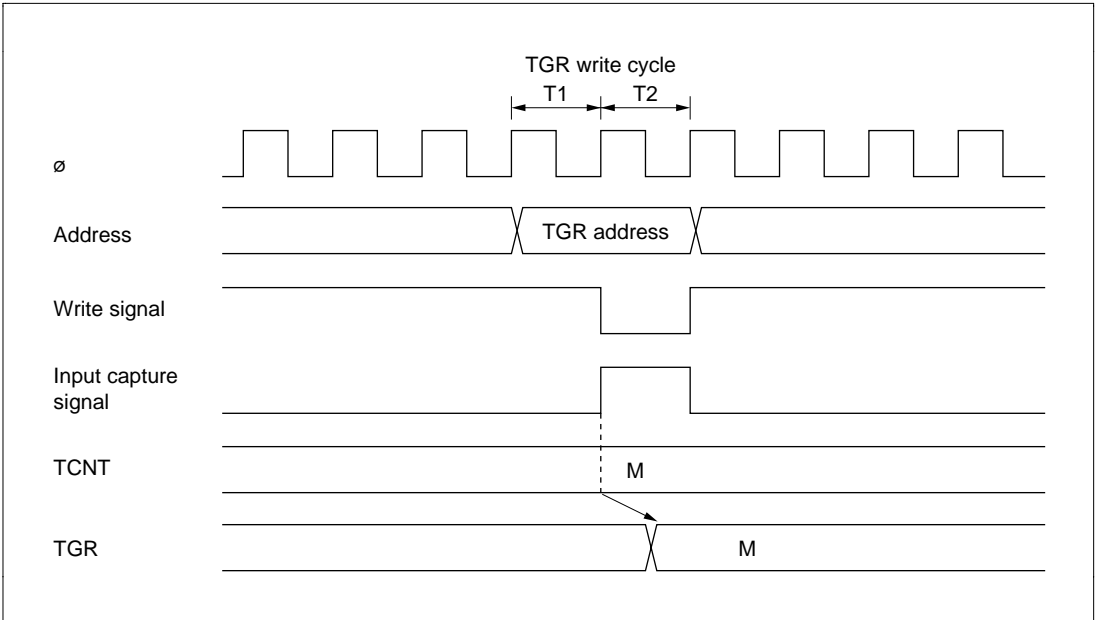 TGR write cycle
T1 T2
ø
Address TGR address
Write signal
Input capture
signal
TCNT M
TGR M